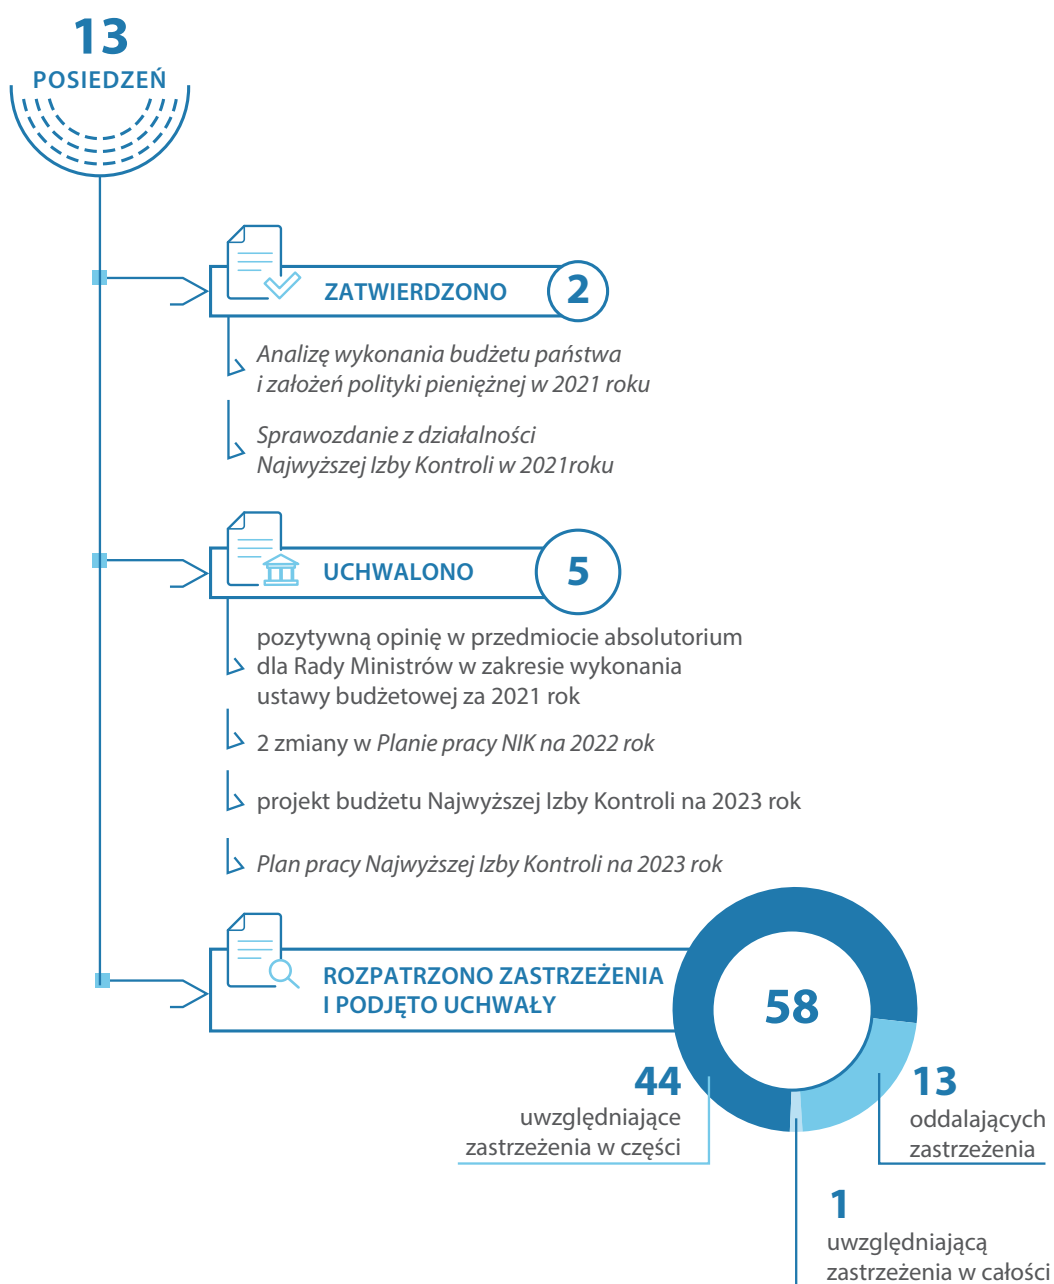 13
POSIEDZEŃ
ZATWIERDZONO
2
Analizę wykonania budżetu państwa
i założeń polityki pieniężnej w 2021 roku
Sprawozdanie z działalności
Najwyższej Izby Kontroli w 2021roku
UCHWALONO
5
pozytywną opinię w przedmiocie absolutorium
dla Rady Ministrów w zakresie wykonania
ustawy budżetowej za 2021 rok
2 zmiany w Planie pracy NIK na 2022 rok
projekt budżetu Najwyższej Izby Kontroli na 2023 rok
Plan pracy Najwyższej Izby Kontroli na 2023 rok
ROZPATRZONO ZASTRZEŻENIA
I PODJĘTO UCHWAŁY
58
44
uwzględniające
zastrzeżenia w części
13
oddalających
zastrzeżenia
1
uwzględniającą
zastrzeżenia w całości